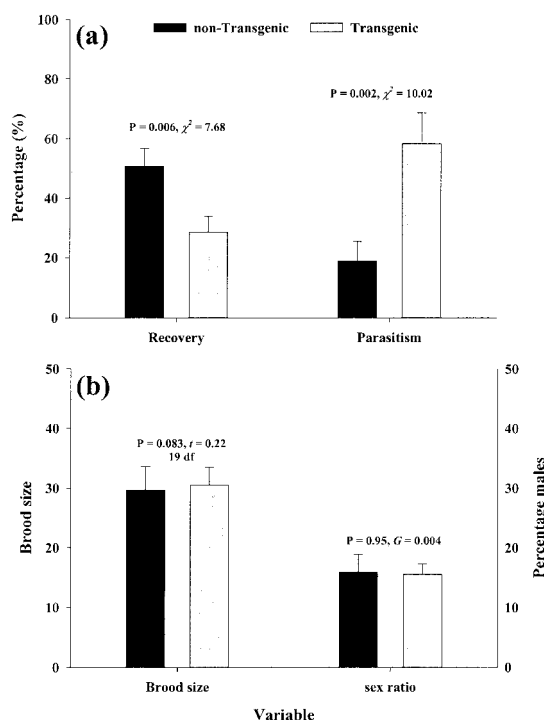 (a)
non-Transgenic
Transgenic
P = 0.006, χ² = 7.68
P = 0.002, χ² = 10.02
Percentage (%)
100
80
60
40
20
0
Recovery
Parasitism
(b)
P = 0.083, t = 0.22
19 df
P = 0.95, G = 0.004
Brood size
50
40
30
20
10
0
50
40
30
20
10
0
Percentage males
Brood size
sex ratio
Variable